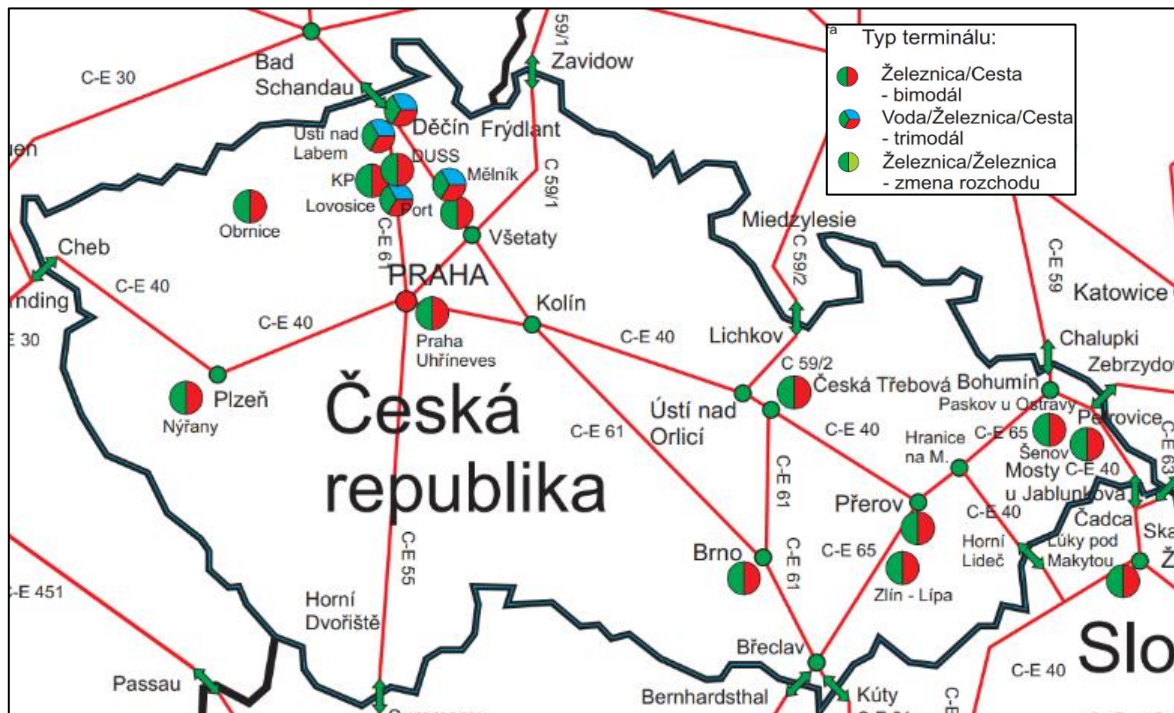 Typ terminálu:
Železnica/Cesta
- bimodál
Voda/Železnica/Cesta
- trimodál
Železnica/Železnica
- zmena rozchodu
59/1
Zavidow
Bad
Schandau
C-E 30
Děčín
Frýdlant
Ústí nad
Labem
DUSS
KP
Mělník
Lovosice
Port
C 59/1
Obrnice
Cheb
C-E 61
Všetaty
Miedzylesie
C 59/2
C-E 59
Katowice
C-E 40
PRAHA
Kolín
C-E 40
Praha
Uhříneves
C-E 40
Lichkov
Chalupki
Zebrzydo
C 59/2
Česká Třebová
Bohumín
Paskov u Ostravy
Petrovice
Plzeň
Nýřany
Česká
republika
Ústí nad
Orlicí
C-E 61
C-E 40
Hranice
na M.
C-E 65
Šenov
C-E 63
Mosty
u Jablunkova
C-E 40
C-E 61
Přerov
C-E 40
Čadca
Ska
Brno
C-E 61
C-E 65
Horní
Lideč
Lúky pod
Makytou
Ž
Zlín - Lípa
C-E 55
C-E 451
Horní
Dvořiště
Břeclav
Slo
C-E 40
Passau
Bernhardsthal
Kúty